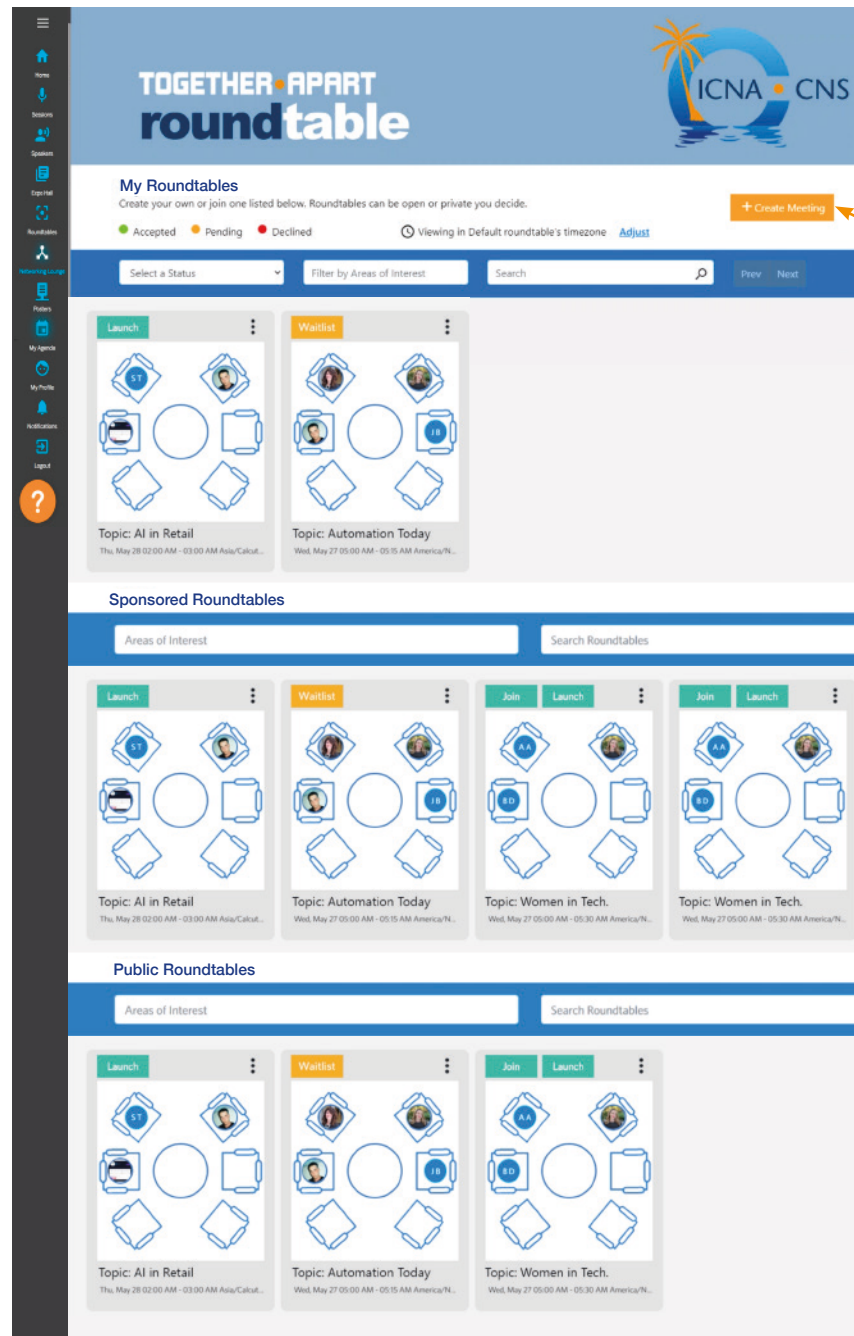 Home
Sessions
Speakers
Expo Hall
Roundtables
Networking Lounge
Posters
My Agenda
My Profile
Notifications
Logout
?
TOGETHER•APART
roundtable
ICNA • CNS
My Roundtables
Create your own or join one listed below. Roundtables can be open or private you decide.
+ Create Meeting
Accepted Pending Declined Viewing in Default roundtable's timezone Adjust
Select a Status Filter by Areas of Interest Search Prev Next
Launch Waitlist
ST
JB
Topic: AI in Retail Topic: Automation Today
Thu, May 28 02:00 AM - 03:00 AM Asia/Calcut... Wed, May 27 05:00 AM - 05:15 AM America/N...
Sponsored Roundtables
Areas of Interest Search Roundtables
Launch Waitlist Join Launch Join Launch
ST AA AA
JB BD BD
Topic: AI in Retail Topic: Automation Today Topic: Women in Tech. Topic: Women in Tech.
Thu, May 28 02:00 AM - 03:00 AM Asia/Calcut... Wed, May 27 05:00 AM - 05:15 AM America/N... Wed, May 27 05:00 AM - 05:30 AM America/N... Wed, May 27 05:00 AM - 05:30 AM America/N...
Public Roundtables
Areas of Interest Search Roundtables
Launch Waitlist Join Launch
ST AA
JB BD
Topic: AI in Retail Topic: Automation Today Topic: Women in Tech.
Thu, May 28 02:00 AM - 03:00 AM Asia/Calcut... Wed, May 27 05:00 AM - 05:15 AM America/N... Wed, May 27 05:00 AM - 05:30 AM America/N...